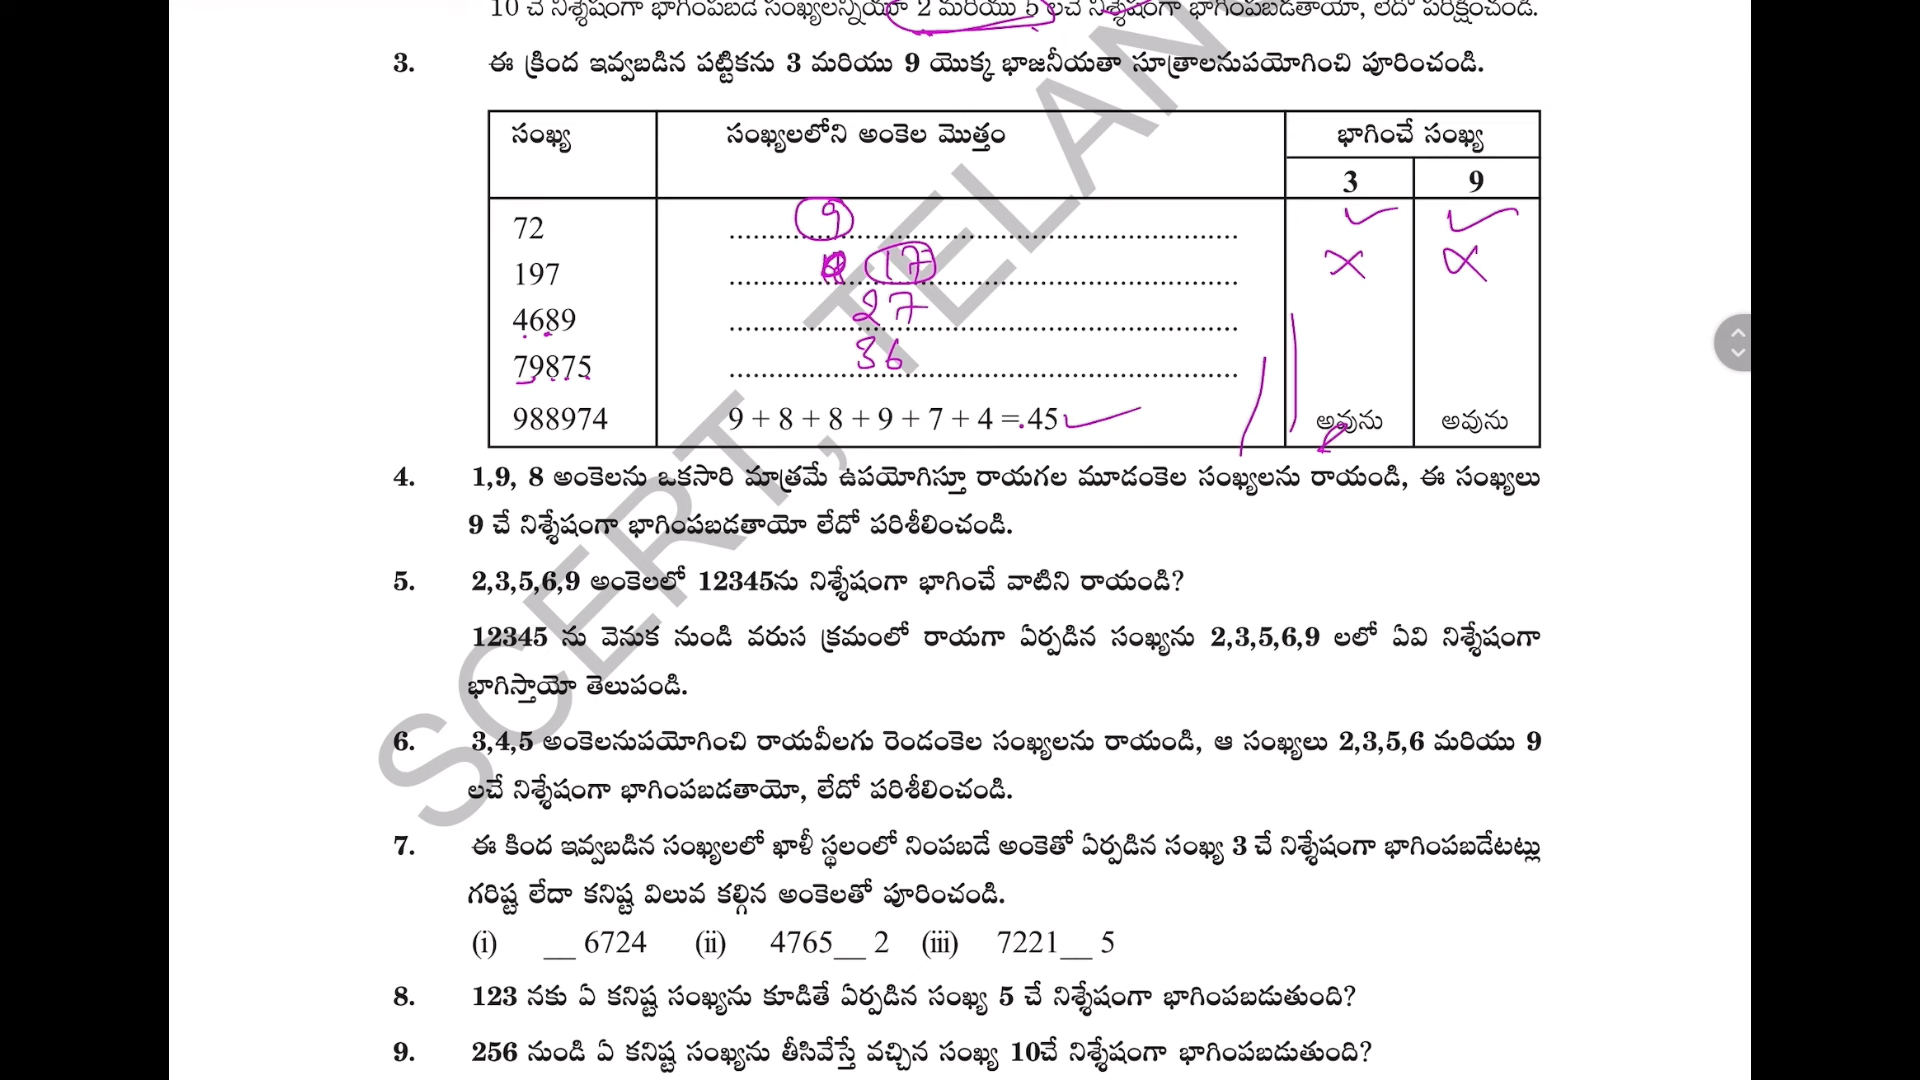 10 చే నిశ్శేషంగా భాగింపబడే సంఖ్యలన్నియూ 2 మరియు 5 లచే నిశ్శేషంగా భాగింపబడతాయో, లేదో పరీక్షించండి.
3. ఈ క్రింద ఇవ్వబడిన పట్టికను 3 మరియు 9 యొక్క భాజనీయతా సూత్రాలనుపయోగించి పూరించండి.
సంఖ్య సంఖ్యలలోని అంకెల మొత్తం భాగించే సంఖ్య
3 9
72 9
197 17
4689 27
79875 36
988974 9 + 8 + 8 + 9 + 7 + 4 = 45 అవును అవును
4. 1,9, 8 అంకెలను ఒకసారి మాత్రమే ఉపయోగిస్తూ రాయగల మూడంకెల సంఖ్యలను రాయండి, ఈ సంఖ్యలు
9 చే నిశ్శేషంగా భాగింపబడతాయో లేదో పరిశీలించండి.
5. 2,3,5,6,9 అంకెలలో 12345ను నిశ్శేషంగా భాగించే వాటిని రాయండి?
12345 ను వెనుక నుండి వరుస క్రమంలో రాయగా ఏర్పడిన సంఖ్యను 2,3,5,6,9 లలో ఏవి నిశ్శేషంగా
భాగిస్తాయో తెలుపండి.
6. 3,4,5 అంకెలనుపయోగించి రాయవీలగు రెండంకెల సంఖ్యలను రాయండి, ఆ సంఖ్యలు 2,3,5,6 మరియు 9
లచే నిశ్శేషంగా భాగింపబడతాయో, లేదో పరిశీలించండి.
7. ఈ కింద ఇవ్వబడిన సంఖ్యలలో ఖాళీ స్థలంలో నింపబడే అంకెతో ఏర్పడిన సంఖ్య 3 చే నిశ్శేషంగా భాగింపబడేటట్లు
గరిష్ట లేదా కనిష్ట విలువ కల్గిన అంకెలతో పూరించండి.
(i) __ 6724 (ii) 4765__ 2 (iii) 7221__ 5
8. 123 నకు ఏ కనిష్ట సంఖ్యను కూడితే ఏర్పడిన సంఖ్య 5 చే నిశ్శేషంగా భాగింపబడుతుంది?
9. 256 నుండి ఏ కనిష్ట సంఖ్యను తీసివేస్తే వచ్చిన సంఖ్య 10చే నిశ్శేషంగా భాగింపబడుతుంది?
SCERT, TELAN